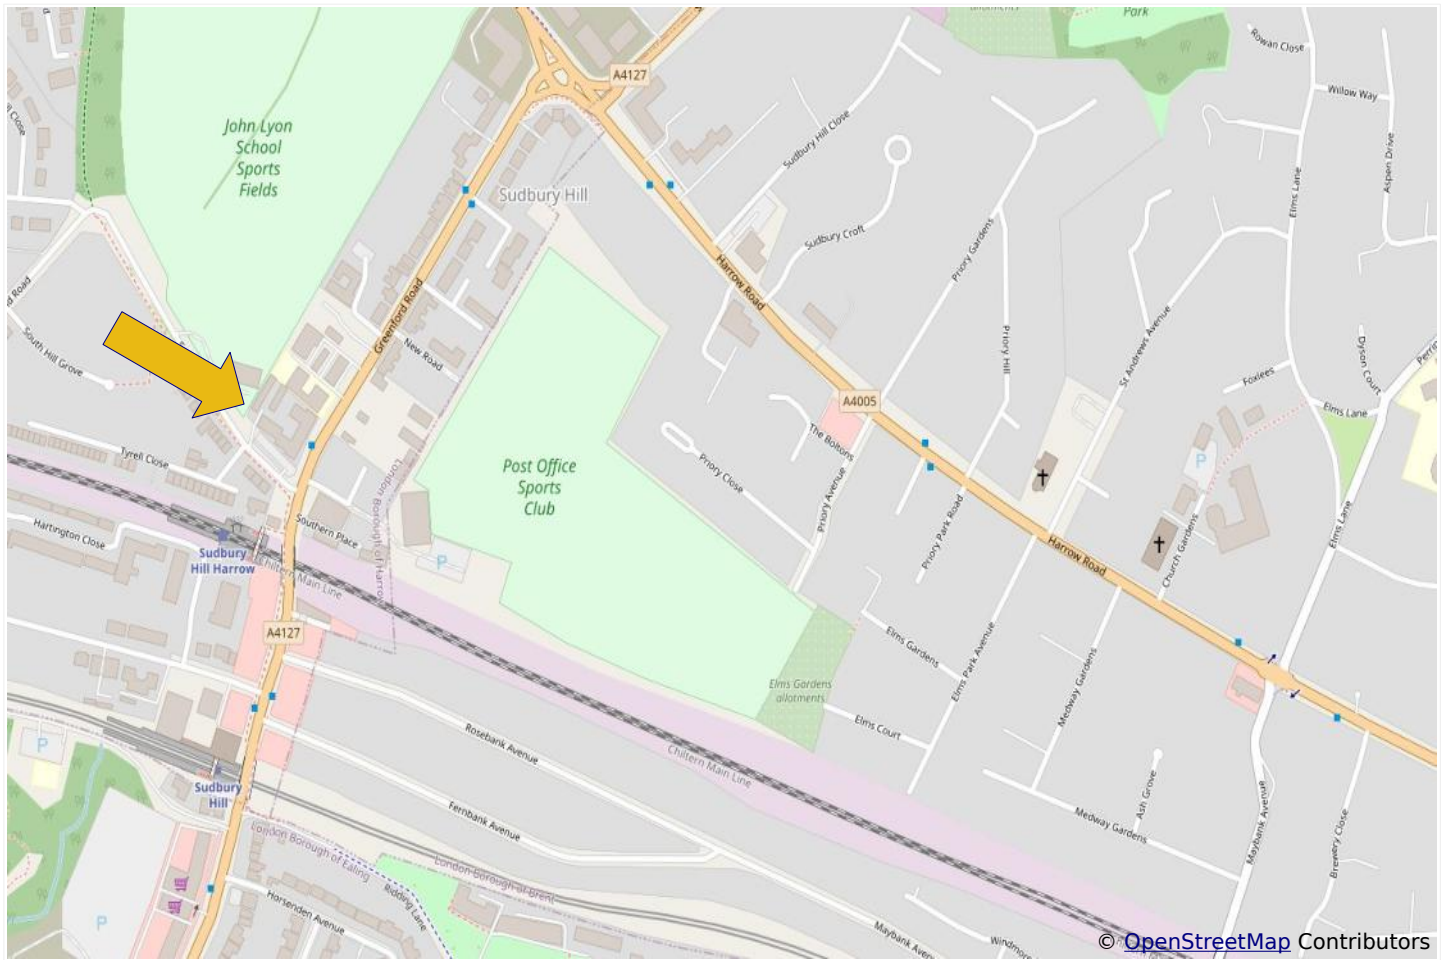 Park
Rowan Close
A4127
Willow Way
John Lyon
School
Sports
Fields
Sudbury Hill Close
Aspen Drive
Sudbury Hill
Elms Lane
Sudbury Croft
Priory Gardens
Harrow Road
Greenford Road
South Hill Grove
New Road
Priory Hill
St Andrews Avenue
Dyson Court
Foxlees
A4005
Elms Lane
The Boltons
Tyrell Close
Post Office
Sports
Club
Priory Close
P
Priory Avenue
London Borough of Harrow
Hartington Close
Southern Place
Priory Park Road
Elms Lane
Church Gardens
Harrow Road
Sudbury
Hill Harrow
Chiltern Main Line
P
A4127
Elms Gardens
Elms Park Avenue
Medway Gardens
Elms Gardens
allotments
Elms Court
Rosebank Avenue
Chiltern Main Line
P
Sudbury
Hill
Fernbank Avenue
Ash Grove
Medway Gardens
Maybank Avenue
Brewery Close
London Borough of Ealing
London Borough of Brent
Ridding Lane
Horsenden Avenue
P
© OpenStreetMap Contributors